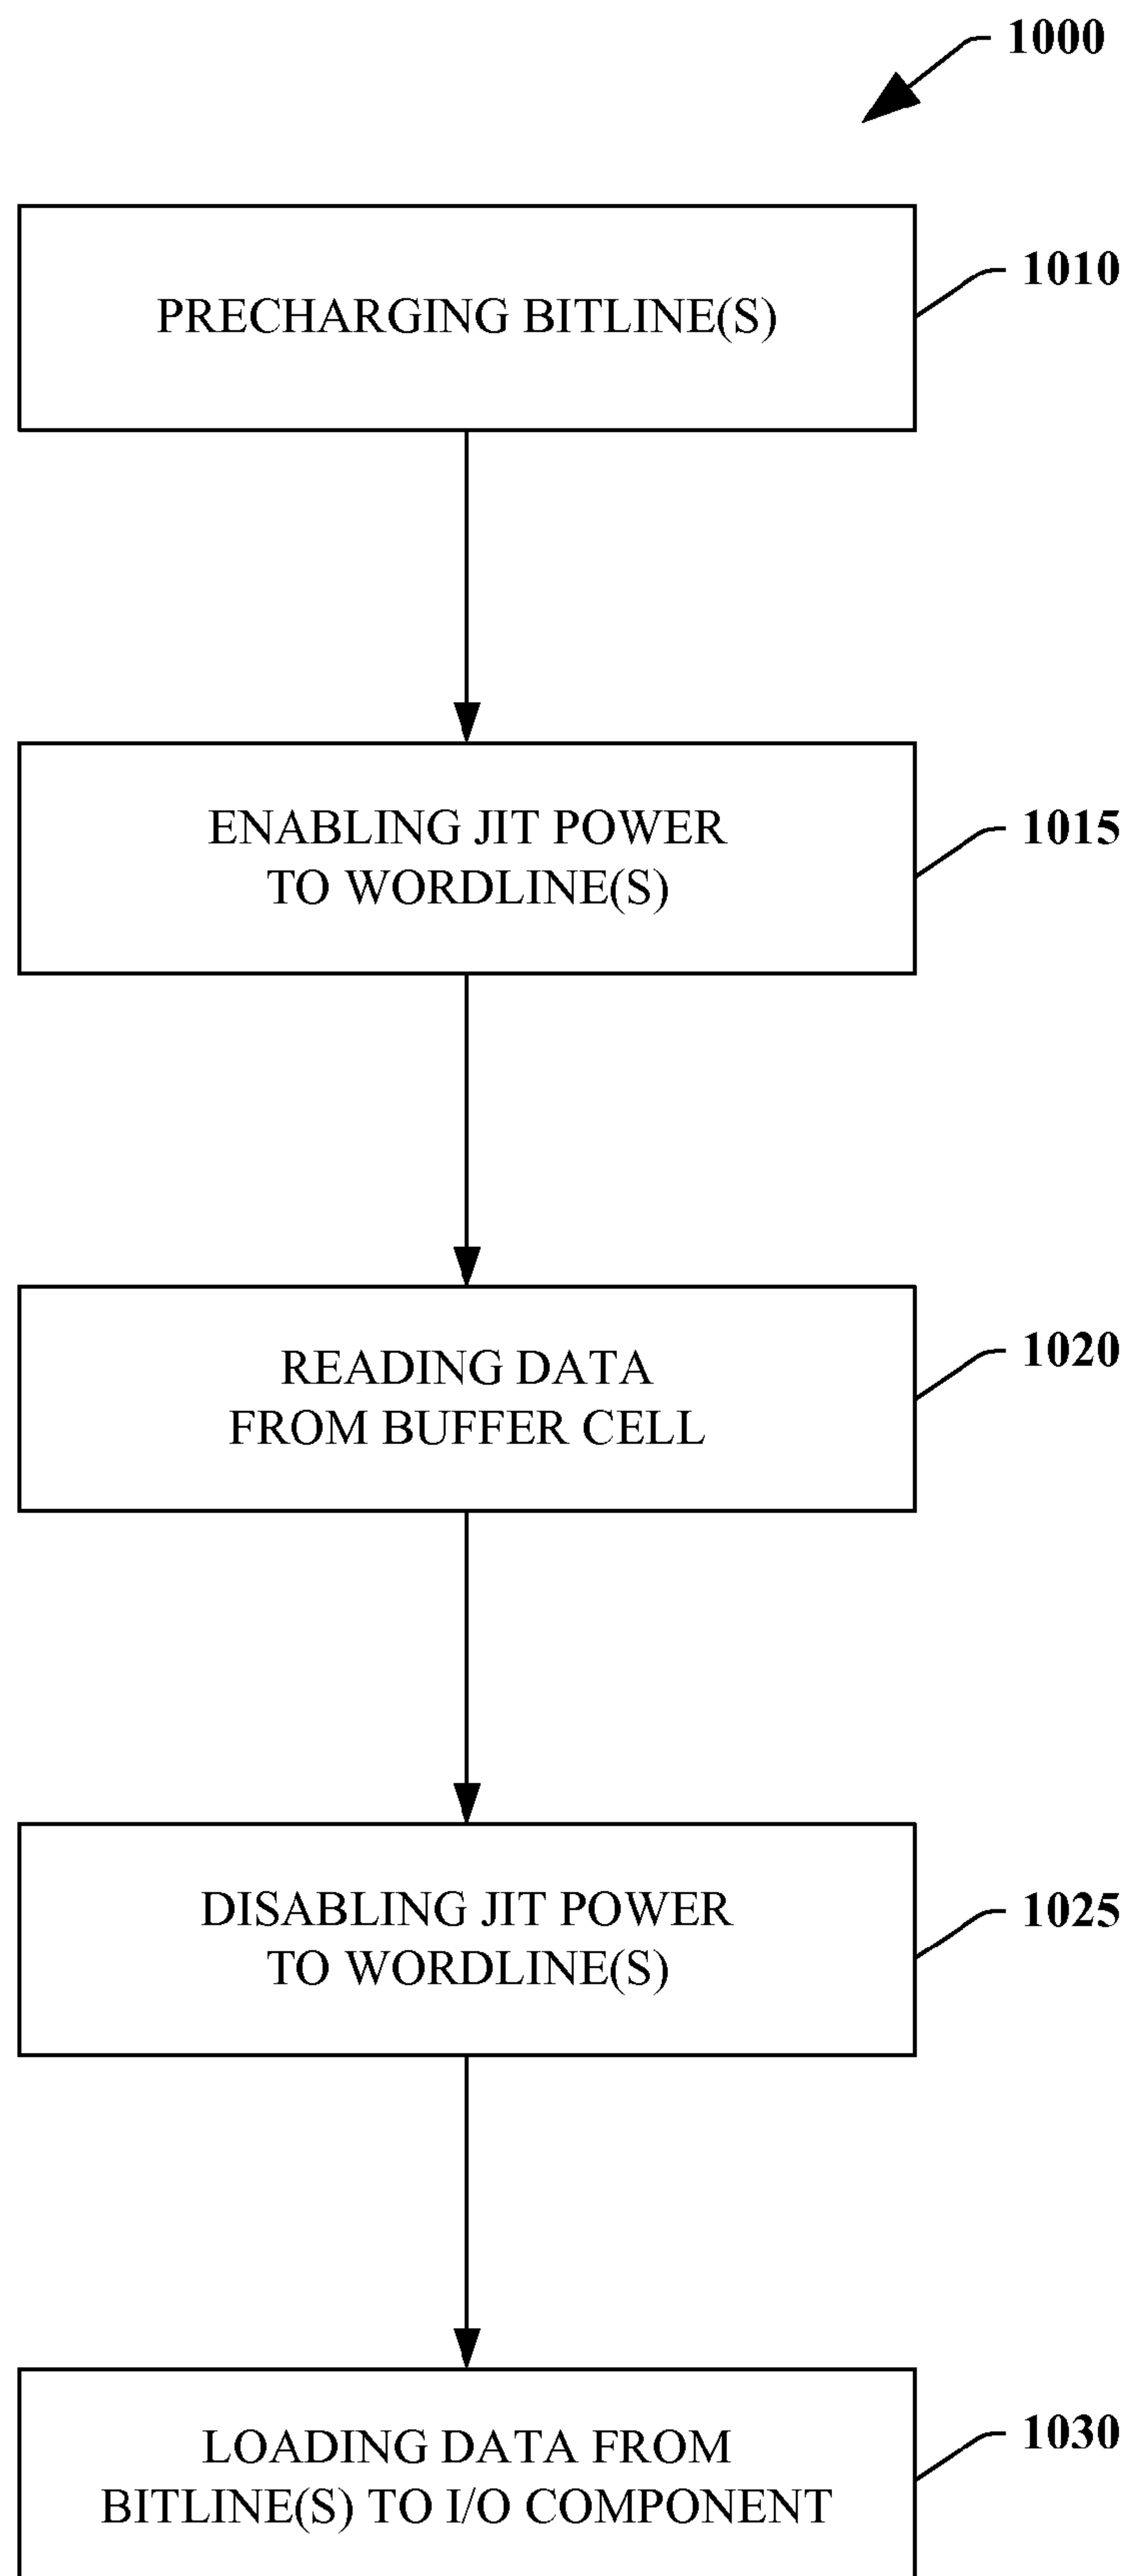 1000
PRECHARGING BITLINE(S)
1010
ENABLING JIT POWER
TO WORDLINE(S)
1015
READING DATA
FROM BUFFER CELL
1020
DISABLING JIT POWER
TO WORDLINE(S)
1025
LOADING DATA FROM
BITLINE(S) TO I/O COMPONENT
1030